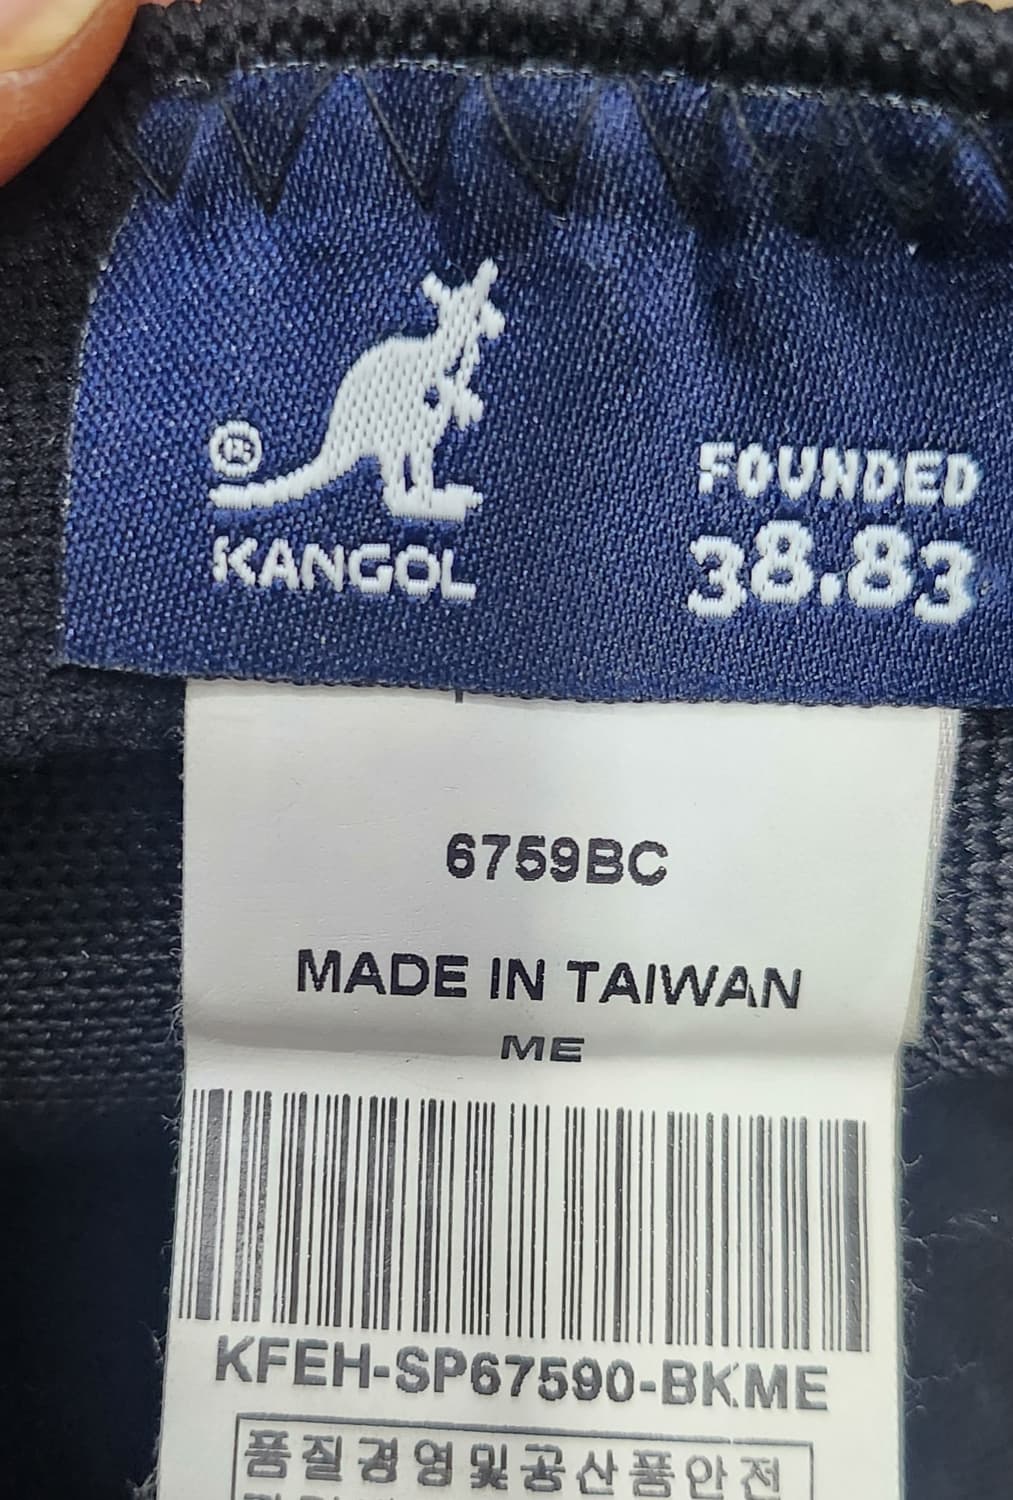 ®
KANGOL
FOUNDED
38.83
6759BC
MADE IN TAIWAN
ME
KFEH-SP67590-BKME
품질경영및공산품안전